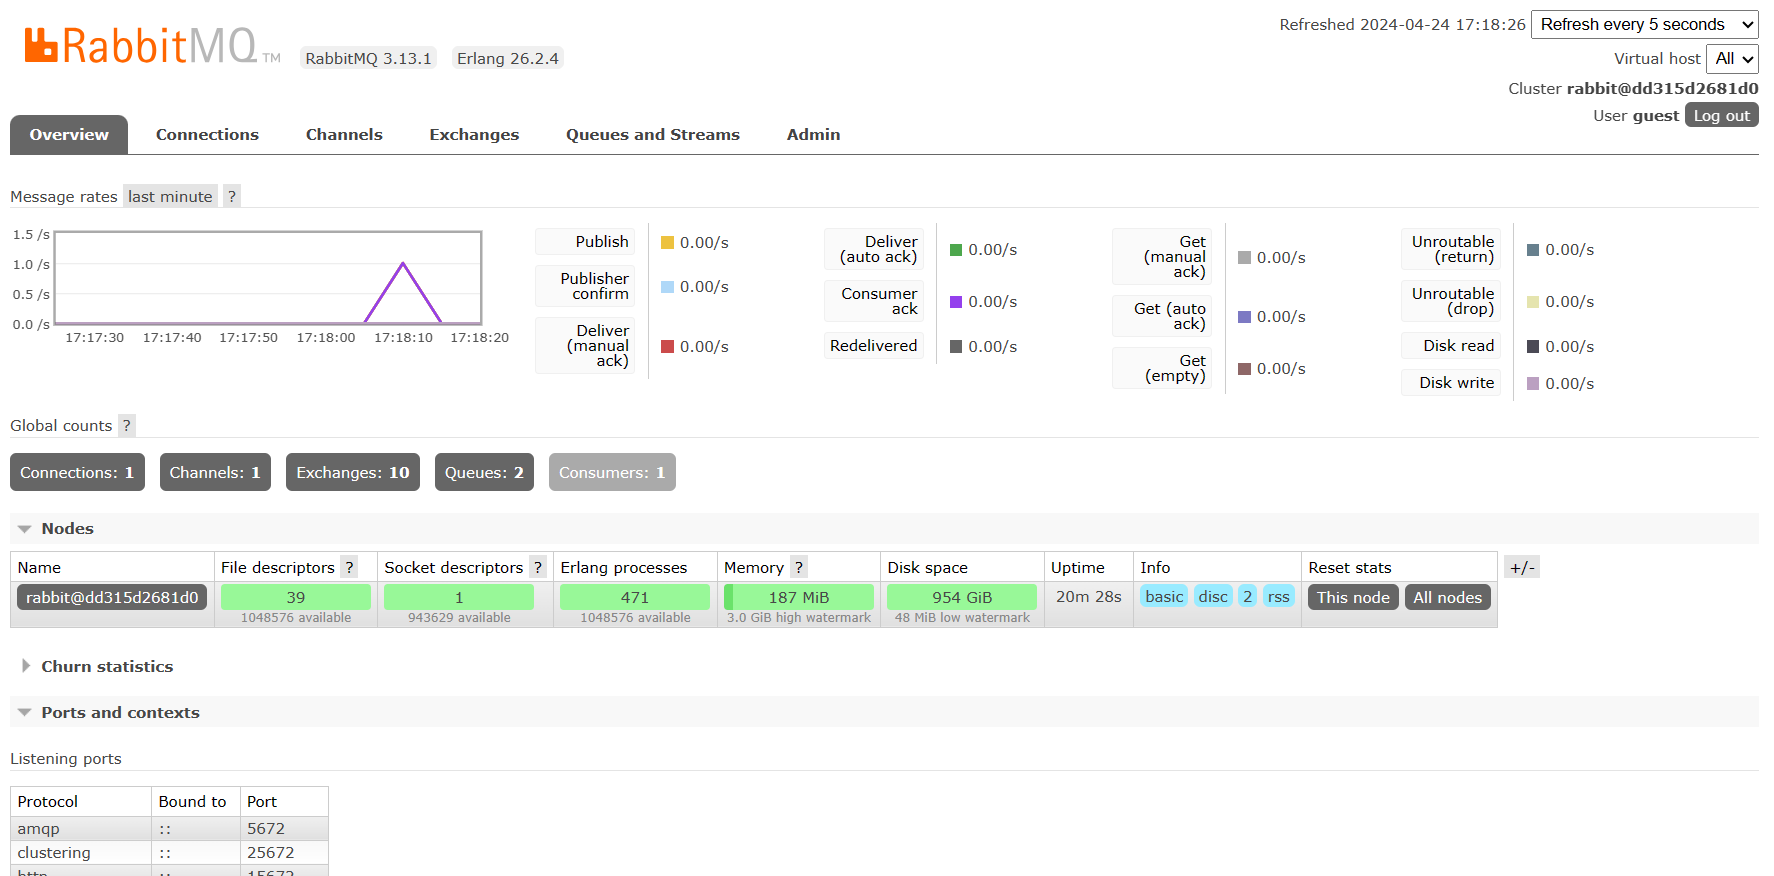 Refreshed 2024-04-24 17:18:26 Refresh every 5 seconds
RabbitMQ TM RabbitMQ 3.13.1 Erlang 26.2.4
Virtual host All
Cluster rabbit@dd315d2681d0
User guest Log out
Overview Connections Channels Exchanges Queues and Streams Admin
Message rates last minute ?
1.5 /s
1.0 /s
0.5 /s
0.0 /s
17:17:30 17:17:40 17:17:50 17:18:00 17:18:10 17:18:20
Publish 0.00/s
Publisher
confirm 0.00/s
Deliver
(manual
ack) 0.00/s
Deliver
(auto ack) 0.00/s
Consumer
ack 0.00/s
Redelivered 0.00/s
Get
(manual
ack) 0.00/s
Get (auto
ack) 0.00/s
Get
(empty) 0.00/s
Unroutable
(return) 0.00/s
Unroutable
(drop) 0.00/s
Disk read 0.00/s
Disk write 0.00/s
Global counts ?
Connections: 1 Channels: 1 Exchanges: 10 Queues: 2 Consumers: 1
Nodes
Name File descriptors ? Socket descriptors ? Erlang processes Memory ? Disk space Uptime Info Reset stats +/-
rabbit@dd315d2681d0 39 1 471 187 MiB 954 GiB 20m 28s basic disc 2 rss This node All nodes
1048576 available 943629 available 1048576 available 3.0 GiB high watermark 48 MiB low watermark
Churn statistics
Ports and contexts
Listening ports
Protocol Bound to Port
amqp :: 5672
clustering :: 25672
http :: 15672